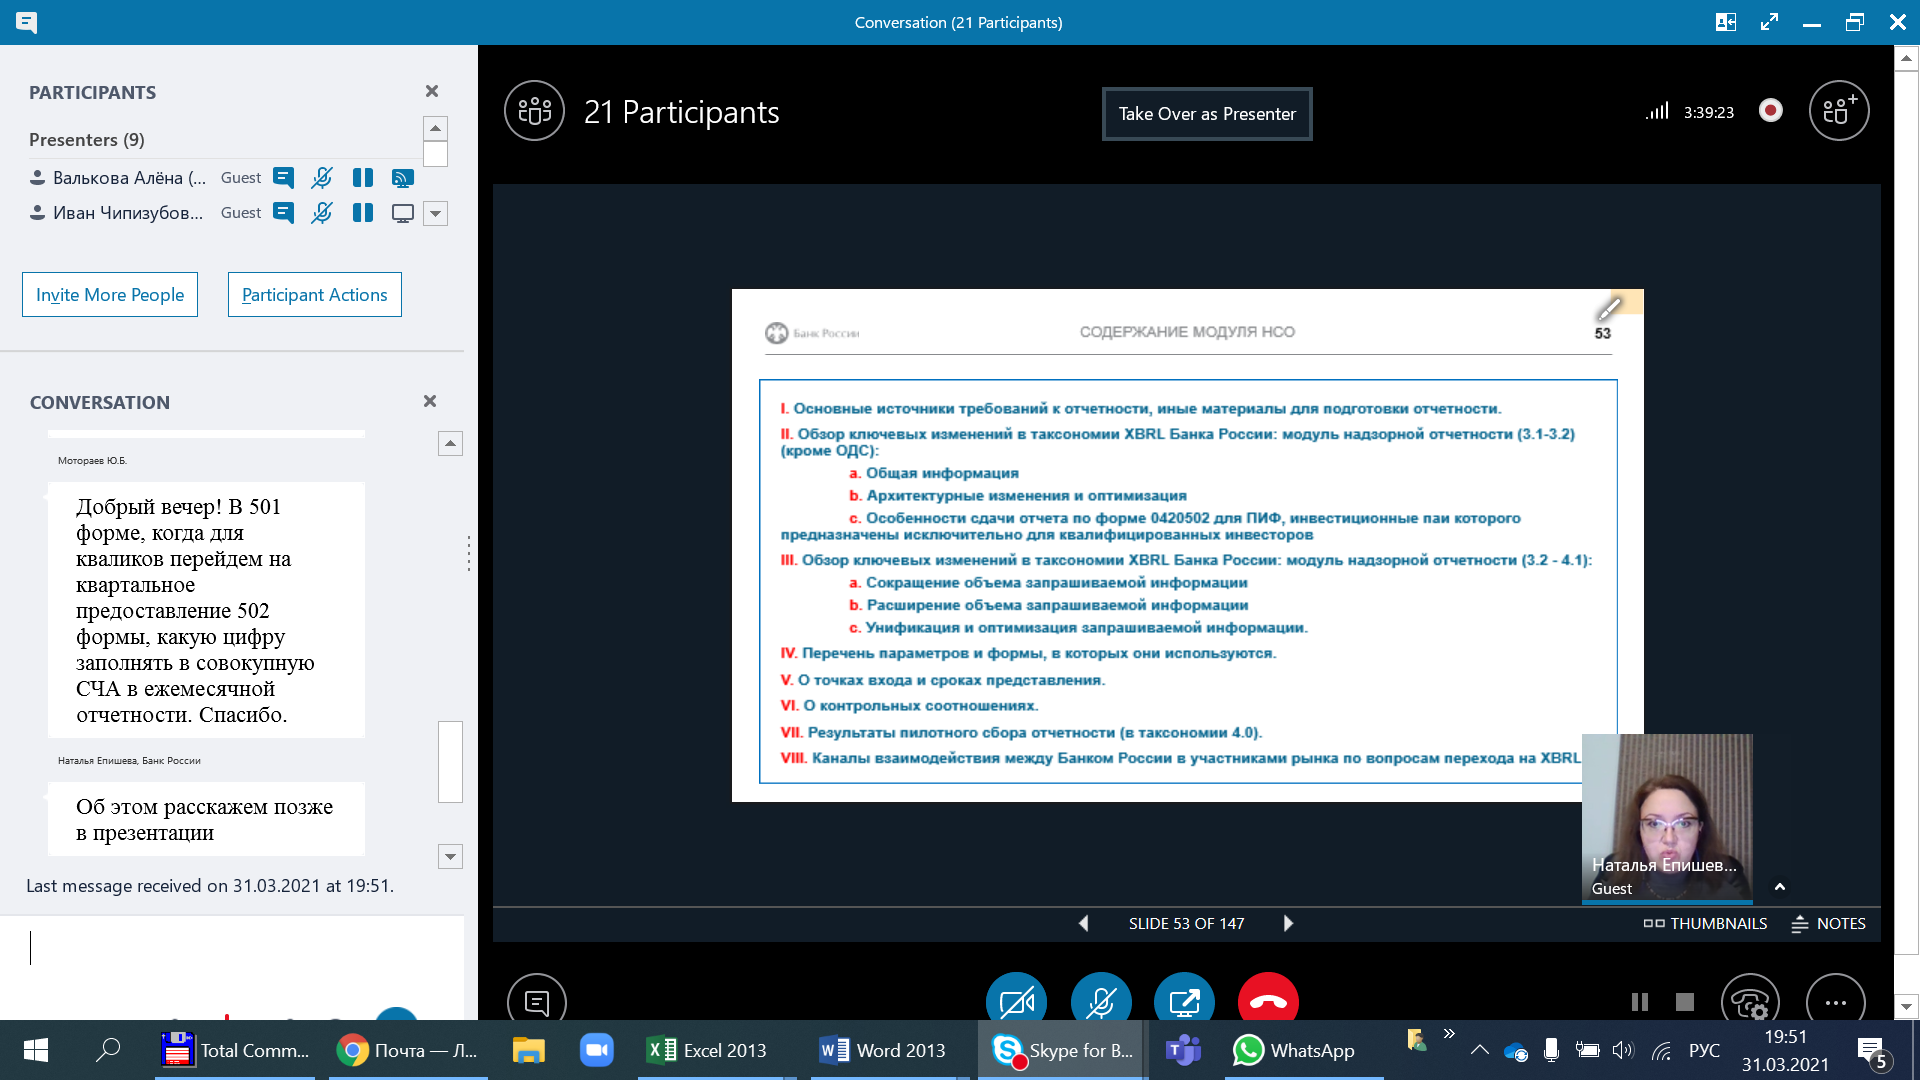 Conversation (21 Participants)
PARTICIPANTS
Presenters (9)
Валькова Алёна (... Guest
Иван Чипизубов... Guest
Invite More People
Participant Actions
CONVERSATION
Мотораев Ю.Б.
Добрый вечер! В 501
форме, когда для
кваликов перейдем на
квартальное
предоставление 502
формы, какую цифру
заполнять в совокупную
СЧА в ежемесячной
отчетности. Спасибо.
Наталья Епишева, Банк России
Об этом расскажем позже
в презентации
Last message received on 31.03.2021 at 19:51.
21 Participants
Take Over as Presenter
3:39:23
Банк России
СОДЕРЖАНИЕ МОДУЛЯ НСО
53
I. Основные источники требований к отчетности, иные материалы для подготовки отчетности.
II. Обзор ключевых изменений в таксономии XBRL Банка России: модуль надзорной отчетности (3.1-3.2)
(кроме ОДС):
a. Общая информация
b. Архитектурные изменения и оптимизация
c. Особенности сдачи отчета по форме 0420502 для ПИФ, инвестиционные паи которого
предназначены исключительно для квалифицированных инвесторов
III. Обзор ключевых изменений в таксономии XBRL Банка России: модуль надзорной отчетности (3.2 - 4.1):
a. Сокращение объема запрашиваемой информации
b. Расширение объема запрашиваемой информации
c. Унификация и оптимизация запрашиваемой информации.
IV. Перечень параметров и формы, в которых они используются.
V. О точках входа и сроках представления.
VI. О контрольных соотношениях.
VII. Результаты пилотного сбора отчетности (в таксономии 4.0).
VIII. Каналы взаимодействия между Банком России в участниками рынка по вопросам перехода на XBRL
Наталья Епишев...
Guest
SLIDE 53 OF 147
THUMBNAILS
NOTES
Total Comm...
Почта — Л...
Excel 2013
Word 2013
Skype for B...
WhatsApp
РУС
19:51
31.03.2021
5